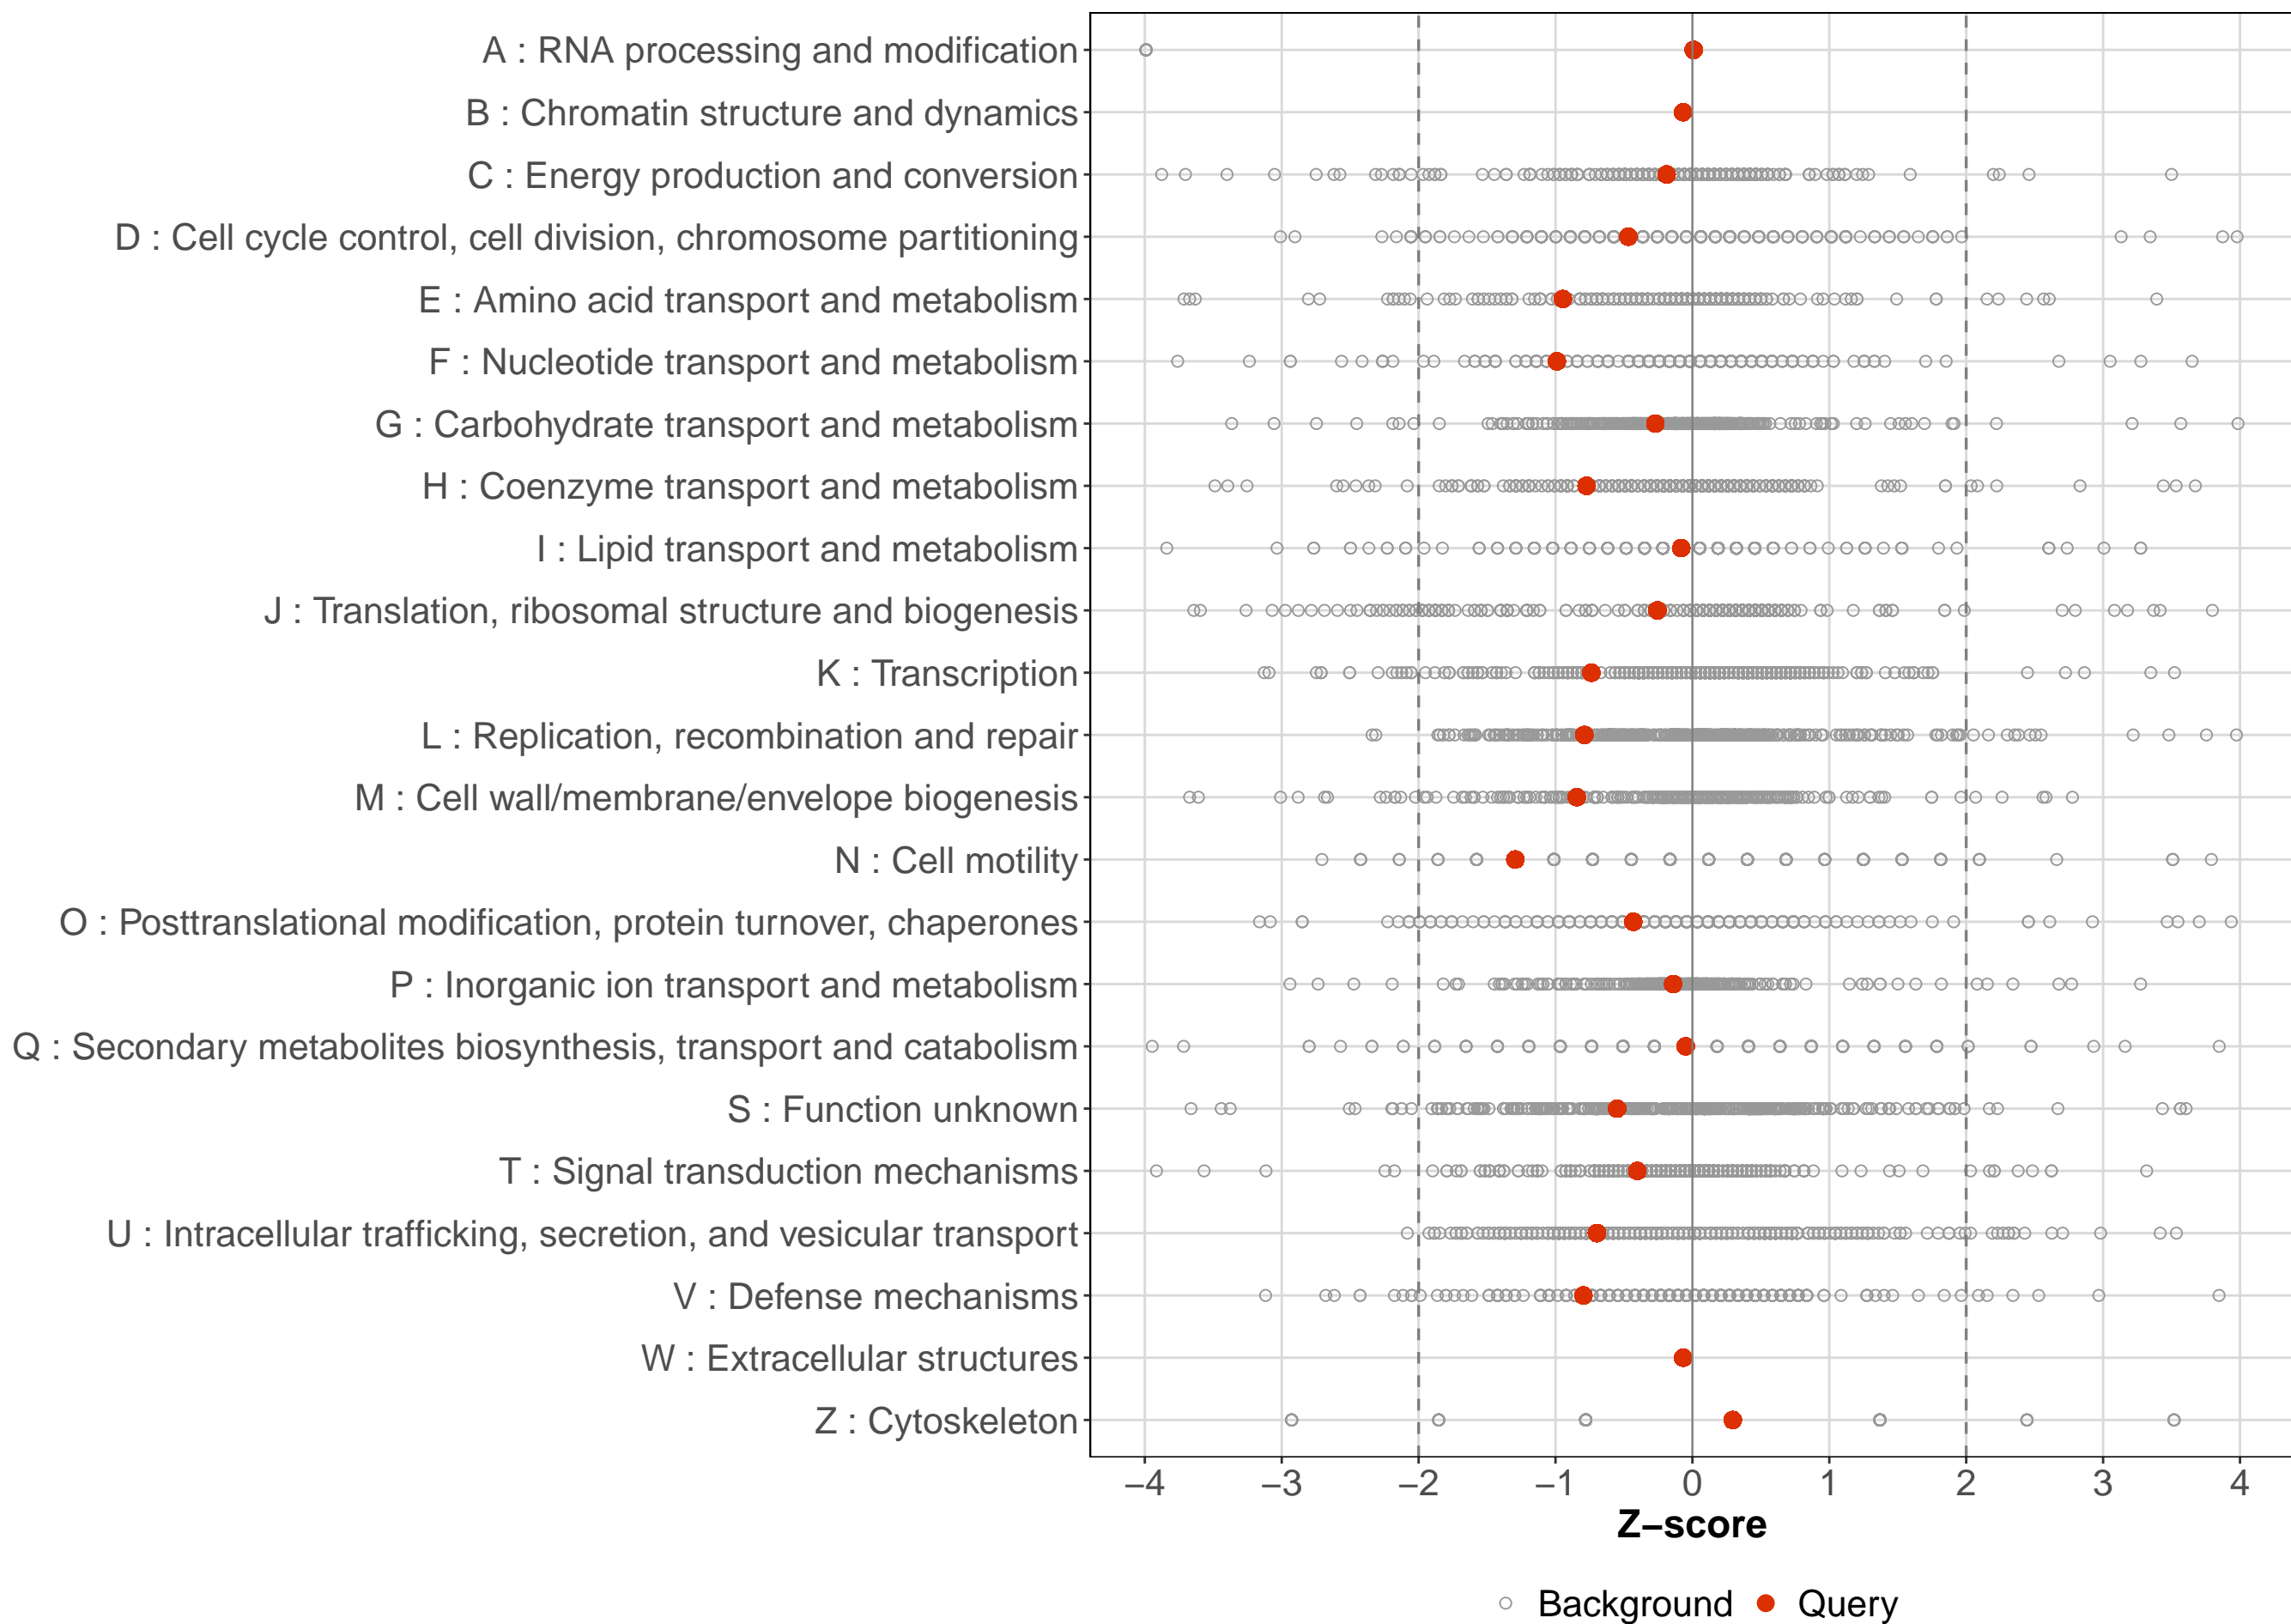 A : RNA processing and modification
B : Chromatin structure and dynamics
C : Energy production and conversion
D : Cell cycle control, cell division, chromosome partitioning
E : Amino acid transport and metabolism
F : Nucleotide transport and metabolism
G : Carbohydrate transport and metabolism
H : Coenzyme transport and metabolism
I : Lipid transport and metabolism
J : Translation, ribosomal structure and biogenesis
K : Transcription
L : Replication, recombination and repair
M : Cell wall/membrane/envelope biogenesis
N : Cell motility
O : Posttranslational modification, protein turnover, chaperones
P : Inorganic ion transport and metabolism
Q : Secondary metabolites biosynthesis, transport and catabolism
S : Function unknown
T : Signal transduction mechanisms
U : Intracellular trafficking, secretion, and vesicular transport
V : Defense mechanisms
W : Extracellular structures
Z : Cytoskeleton
−4 −3 −2 −1 0 1 2 3 4
Z−score
Background Query